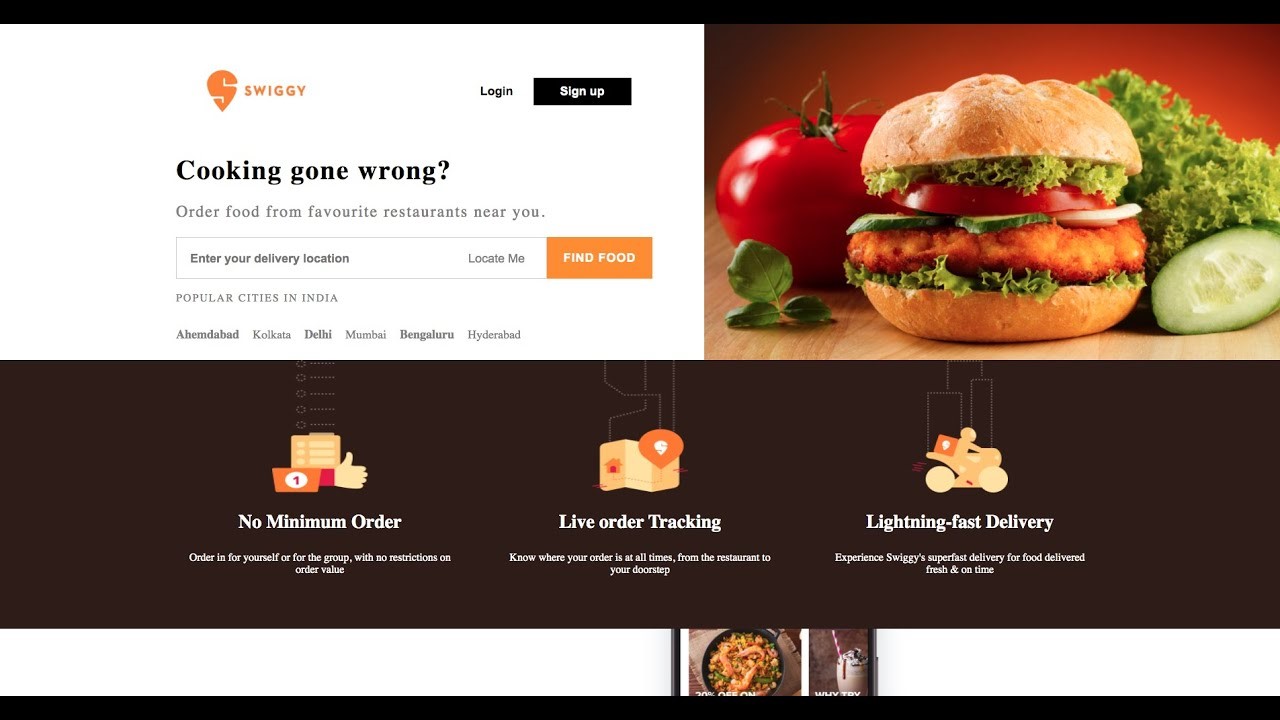 SWIGGY
Login
Sign up
Cooking gone wrong?
Order food from favourite restaurants near you.
Enter your delivery location
Locate Me
FIND FOOD
POPULAR CITIES IN INDIA
Ahemdabad Kolkata Delhi Mumbai Bengaluru Hyderabad
1
No Minimum Order
Order in for yourself or for the group, with no restrictions on
order value
Live order Tracking
Know where your order is at all times, from the restaurant to
your doorstep
Lightning-fast Delivery
Experience Swiggy's superfast delivery for food delivered
fresh & on time
20% OFF ON
WHY TRY